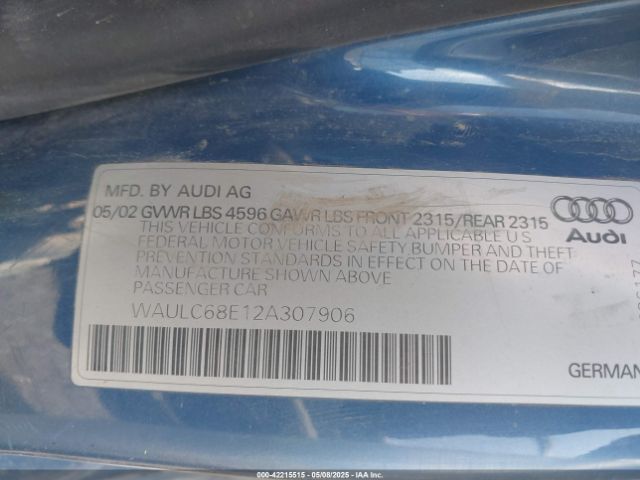 MFD. BY AUDI AG
05/02 GVWR LBS 4596 GAWR LBS FRONT 2315/REAR 2315
THIS VEHICLE CONFORMS TO ALL APPLICABLE U S
FEDERAL MOTOR VEHICLE SAFETY BUMPER AND THEFT
PREVENTION STANDARDS IN EFFECT ON THE DATE OF
MANUFACTURE SHOWN ABOVE
PASSENGER CAR
WAULC68E12A307906
Audi
GERMAN
000-42215515 - 05/08/2025 - IAA Inc.